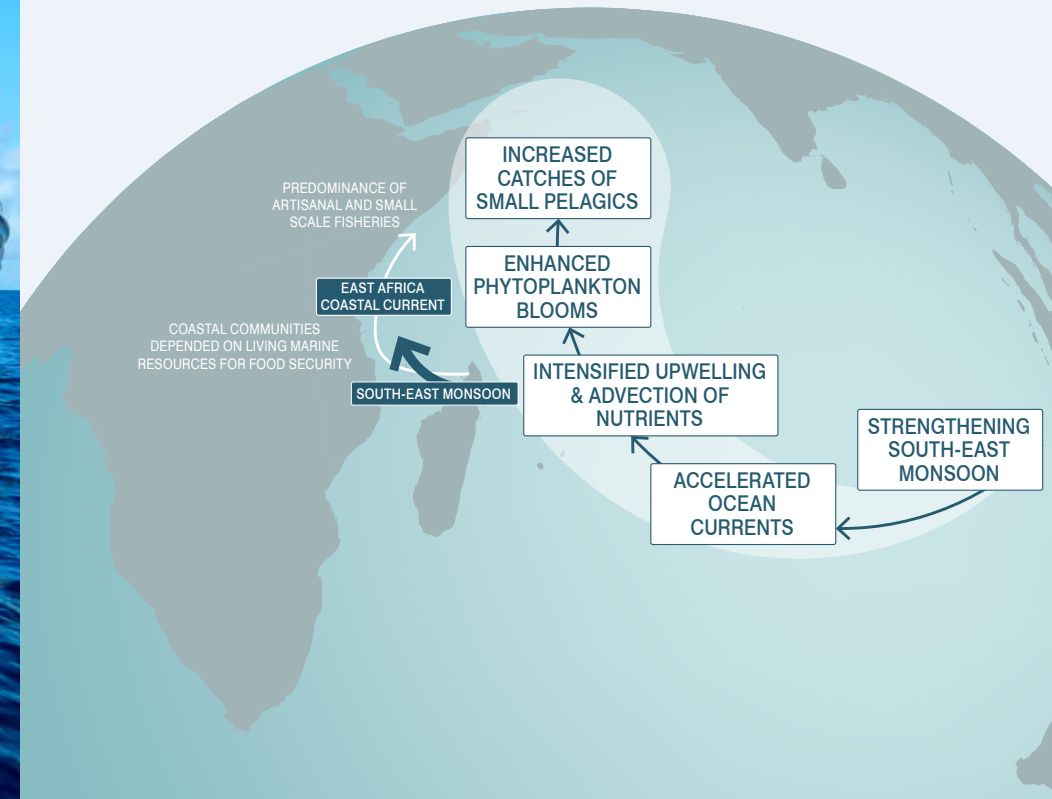 INCREASED
CATCHES OF
SMALL PELAGICS
PREDOMINANCE OF
ARTISANAL AND SMALL
SCALE FISHERIES
ENHANCED
PHYTOPLANKTON
BLOOMS
EAST AFRICA
COASTAL CURRENT
COASTAL COMMUNITIES
DEPENDED ON LIVING MARINE
RESOURCES FOR FOOD SECURITY
INTENSIFIED UPWELLING
& ADVECTION OF
NUTRIENTS
SOUTH-EAST MONSOON
STRENGTHENING
SOUTH-EAST
MONSOON
ACCELERATED
OCEAN
CURRENTS